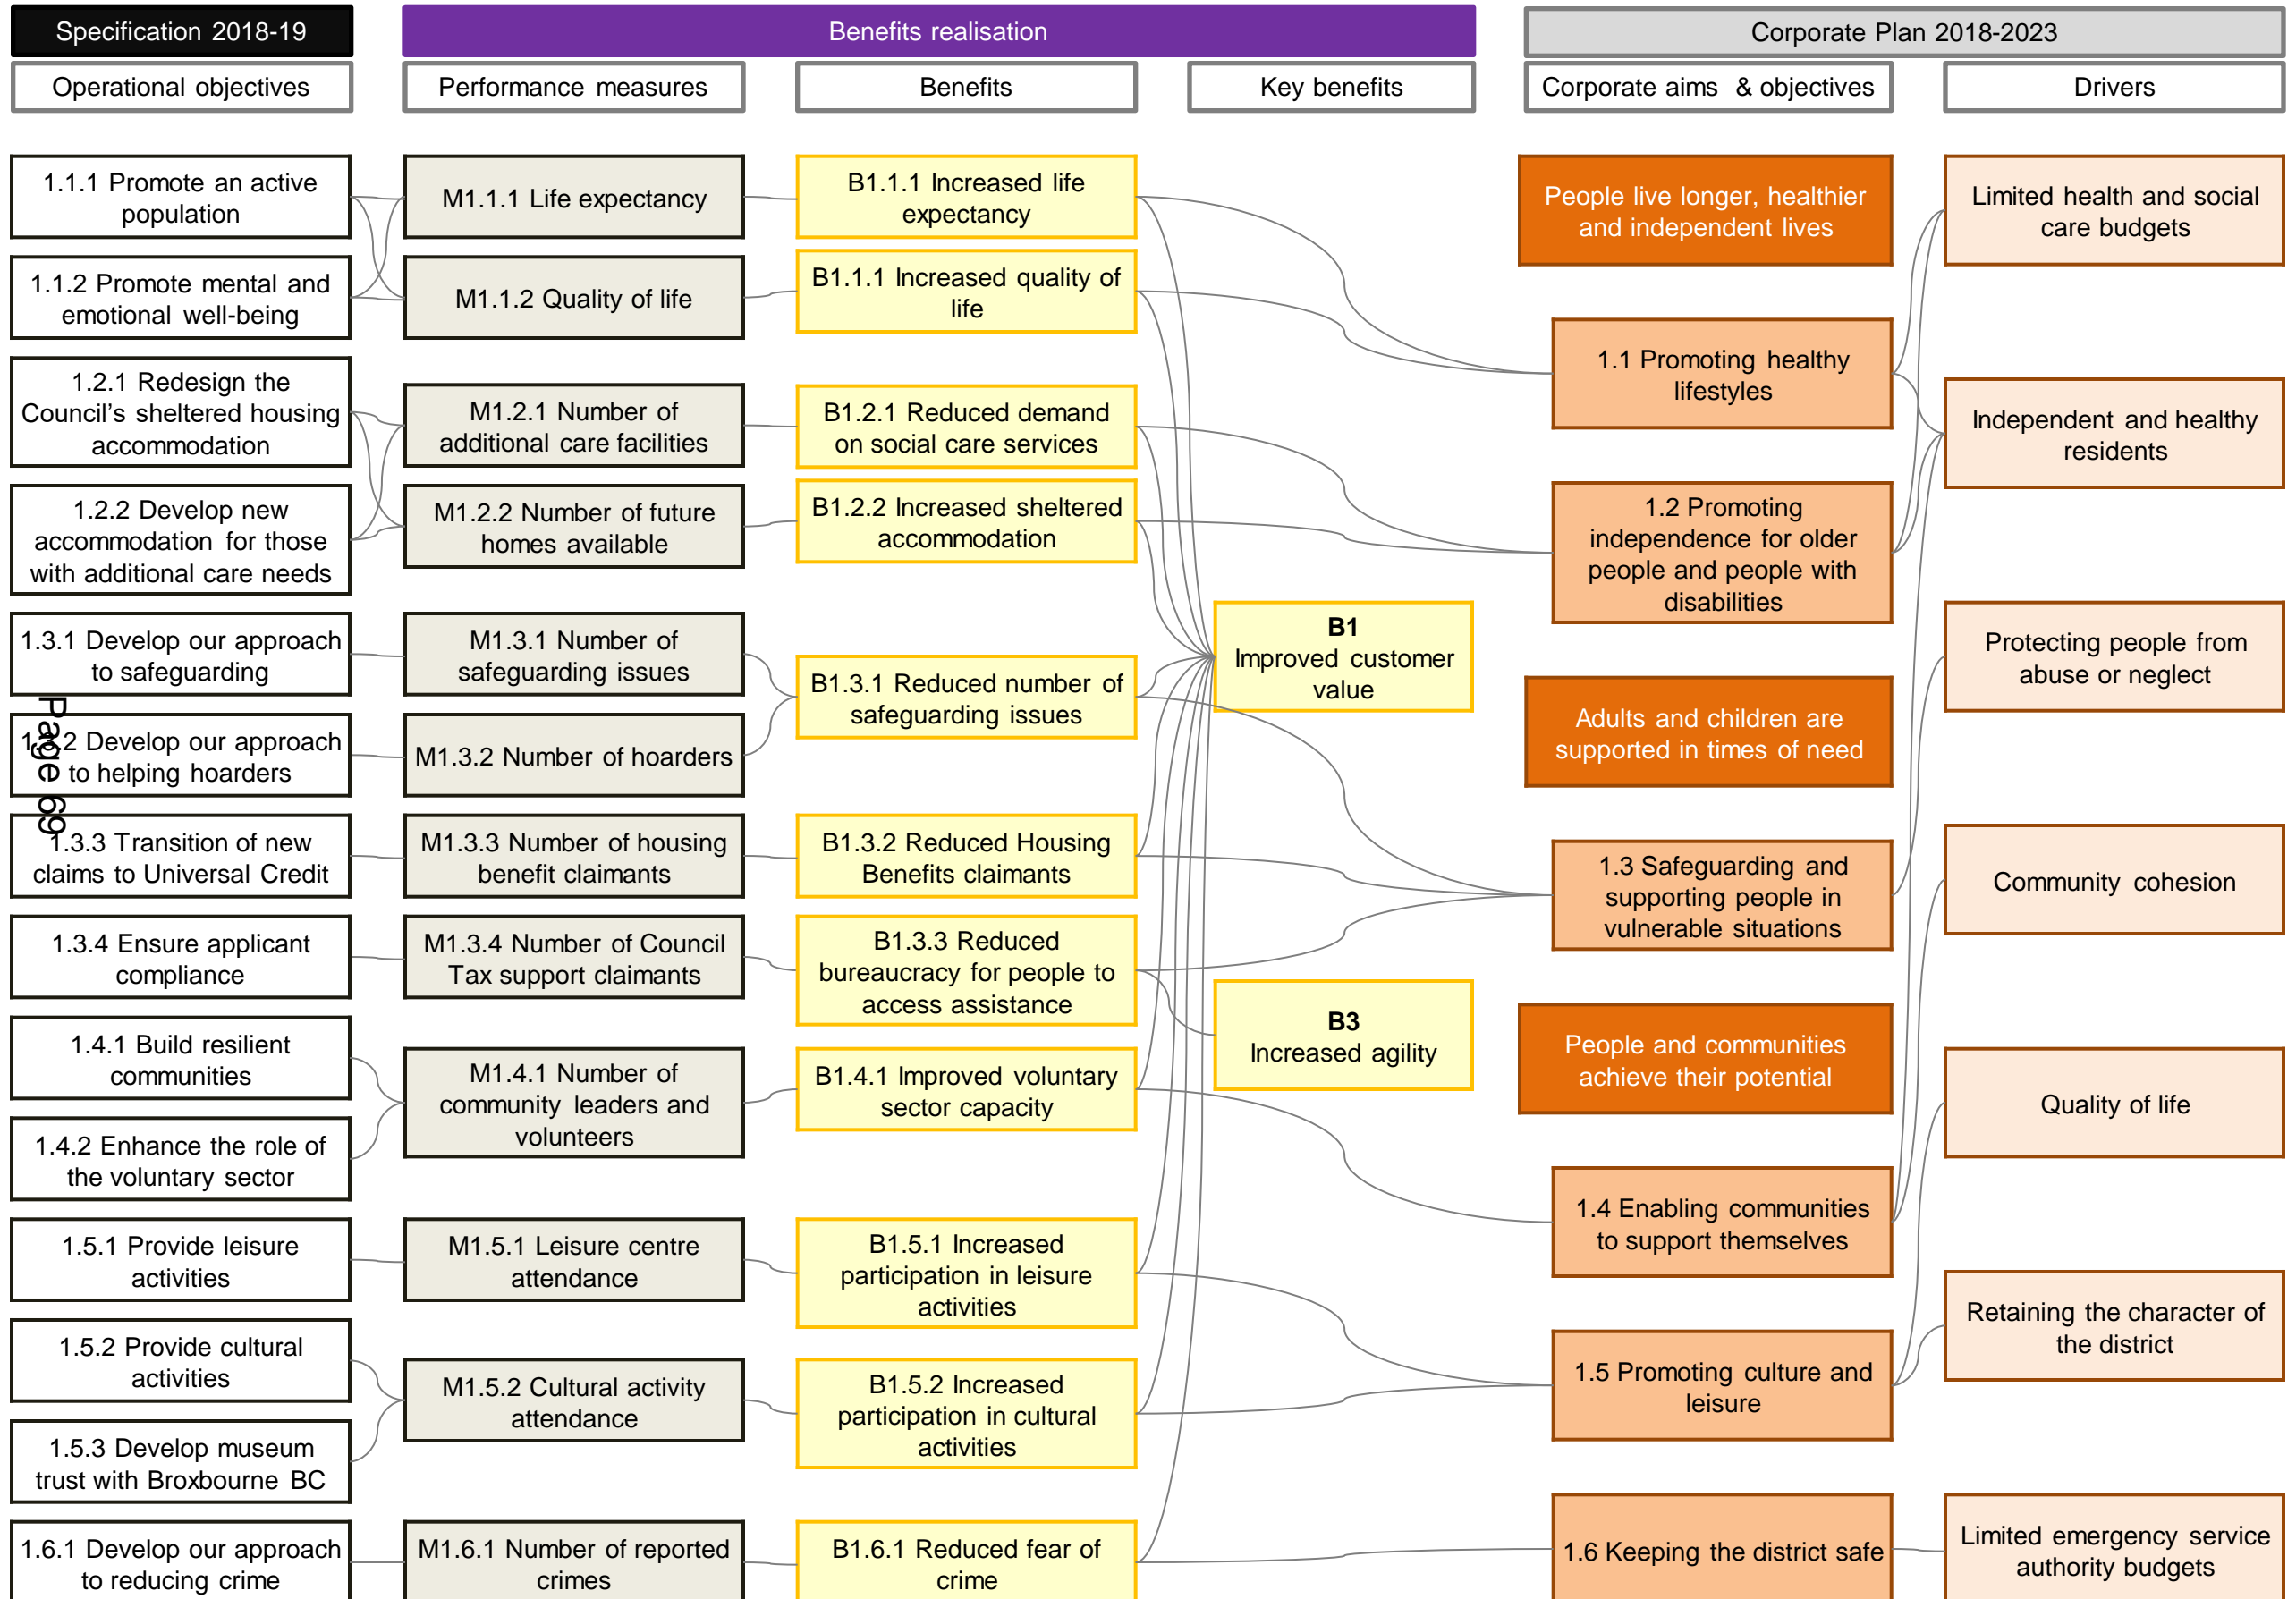 Specification 2018-19
Benefits realisation
Corporate Plan 2018-2023
Operational objectives
Performance measures
Benefits
Key benefits
Corporate aims & objectives
Drivers
1.1.1 Promote an active
population
1.1.2 Promote mental and
emotional well-being
1.2.1 Redesign the
Council’s sheltered housing
accommodation
1.2.2 Develop new
accommodation for those
with additional care needs
1.3.1 Develop our approach
to safeguarding
1.3.2 Develop our approach
to helping hoarders
1.3.3 Transition of new
claims to Universal Credit
1.3.4 Ensure applicant
compliance
1.4.1 Build resilient
communities
1.4.2 Enhance the role of
the voluntary sector
1.5.1 Provide leisure
activities
1.5.2 Provide cultural
activities
1.5.3 Develop museum
trust with Broxbourne BC
1.6.1 Develop our approach
to reducing crime
Page 69
M1.1.1 Life expectancy
M1.1.2 Quality of life
M1.2.1 Number of
additional care facilities
M1.2.2 Number of future
homes available
M1.3.1 Number of
safeguarding issues
M1.3.2 Number of hoarders
M1.3.3 Number of housing
benefit claimants
M1.3.4 Number of Council
Tax support claimants
M1.4.1 Number of
community leaders and
volunteers
M1.5.1 Leisure centre
attendance
M1.5.2 Cultural activity
attendance
M1.6.1 Number of reported
crimes
B1.1.1 Increased life
expectancy
B1.1.1 Increased quality of
life
B1.2.1 Reduced demand
on social care services
B1.2.2 Increased sheltered
accommodation
B1.3.1 Reduced number of
safeguarding issues
B1.3.2 Reduced Housing
Benefits claimants
B1.3.3 Reduced
bureaucracy for people to
access assistance
B1.4.1 Improved voluntary
sector capacity
B1.5.1 Increased
participation in leisure
activities
B1.5.2 Increased
participation in cultural
activities
B1.6.1 Reduced fear of
crime
B1
Improved customer
value
B3
Increased agility
People live longer, healthier
and independent lives
1.1 Promoting healthy
lifestyles
1.2 Promoting
independence for older
people and people with
disabilities
Adults and children are
supported in times of need
1.3 Safeguarding and
supporting people in
vulnerable situations
People and communities
achieve their potential
1.4 Enabling communities
to support themselves
1.5 Promoting culture and
leisure
1.6 Keeping the district safe
Limited health and social
care budgets
Independent and healthy
residents
Protecting people from
abuse or neglect
Community cohesion
Quality of life
Retaining the character of
the district
Limited emergency service
authority budgets